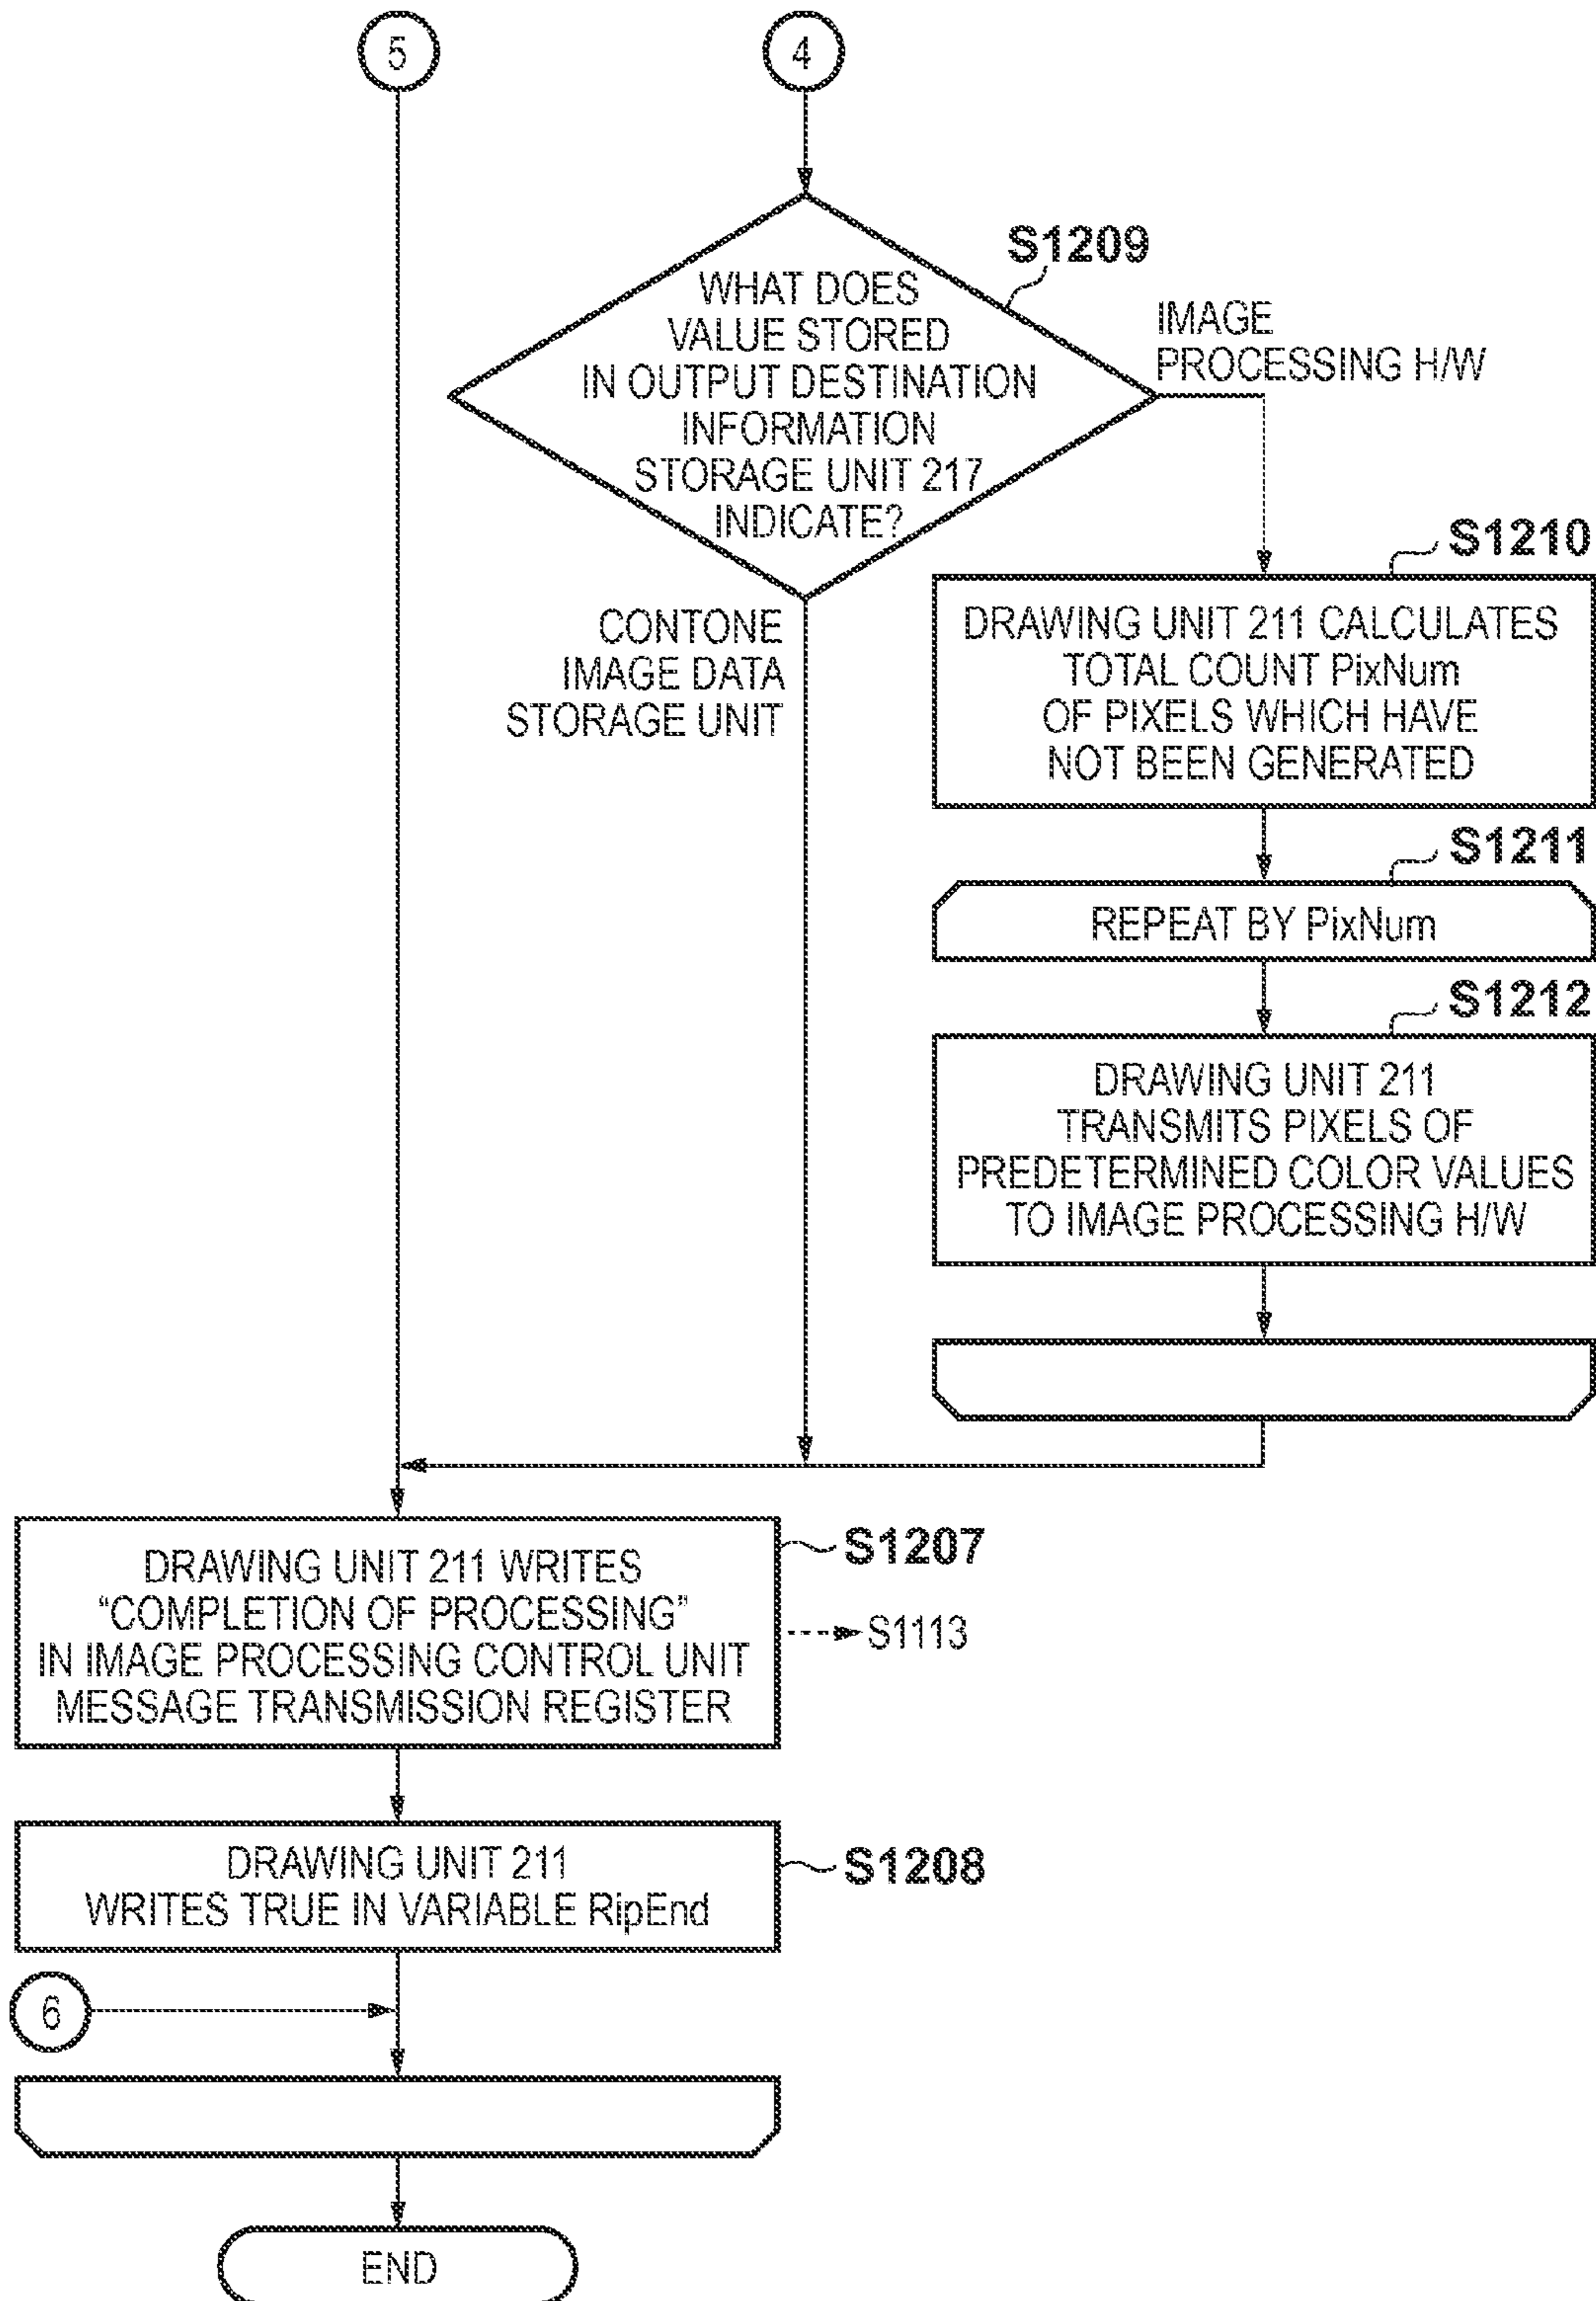 5
4
S1209
WHAT DOES
VALUE STORED
IN OUTPUT DESTINATION
INFORMATION
STORAGE UNIT 217
INDICATE?
IMAGE
PROCESSING H/W
CONTONE
IMAGE DATA
STORAGE UNIT
S1210
DRAWING UNIT 211 CALCULATES
TOTAL COUNT PixNum
OF PIXELS WHICH HAVE
NOT BEEN GENERATED
S1211
REPEAT BY PixNum
S1212
DRAWING UNIT 211
TRANSMITS PIXELS OF
PREDETERMINED COLOR VALUES
TO IMAGE PROCESSING H/W
S1207
DRAWING UNIT 211 WRITES
“COMPLETION OF PROCESSING”
IN IMAGE PROCESSING CONTROL UNIT
MESSAGE TRANSMISSION REGISTER
S1113
S1208
DRAWING UNIT 211
WRITES TRUE IN VARIABLE RipEnd
6
END